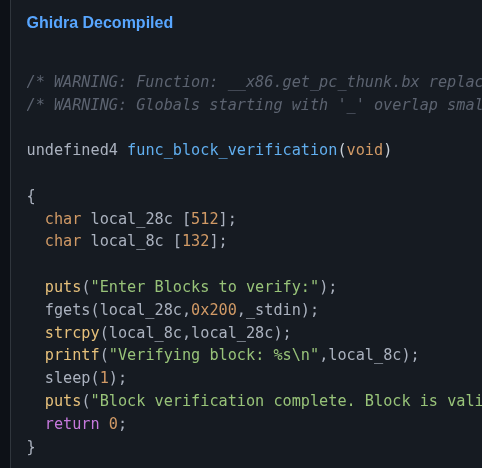 Ghidra Decompiled
/* WARNING: Function: __x86.get_pc_thunk.bx replac
/* WARNING: Globals starting with '_' overlap smal
undefined4 func_block_verification(void)
{
char local_28c [512];
char local_8c [132];
puts("Enter Blocks to verify:");
fgets(local_28c,0x200,_stdin);
strcpy(local_8c,local_28c);
printf("Verifying block: %s\n",local_8c);
sleep(1);
puts("Block verification complete. Block is vali
return 0;
}